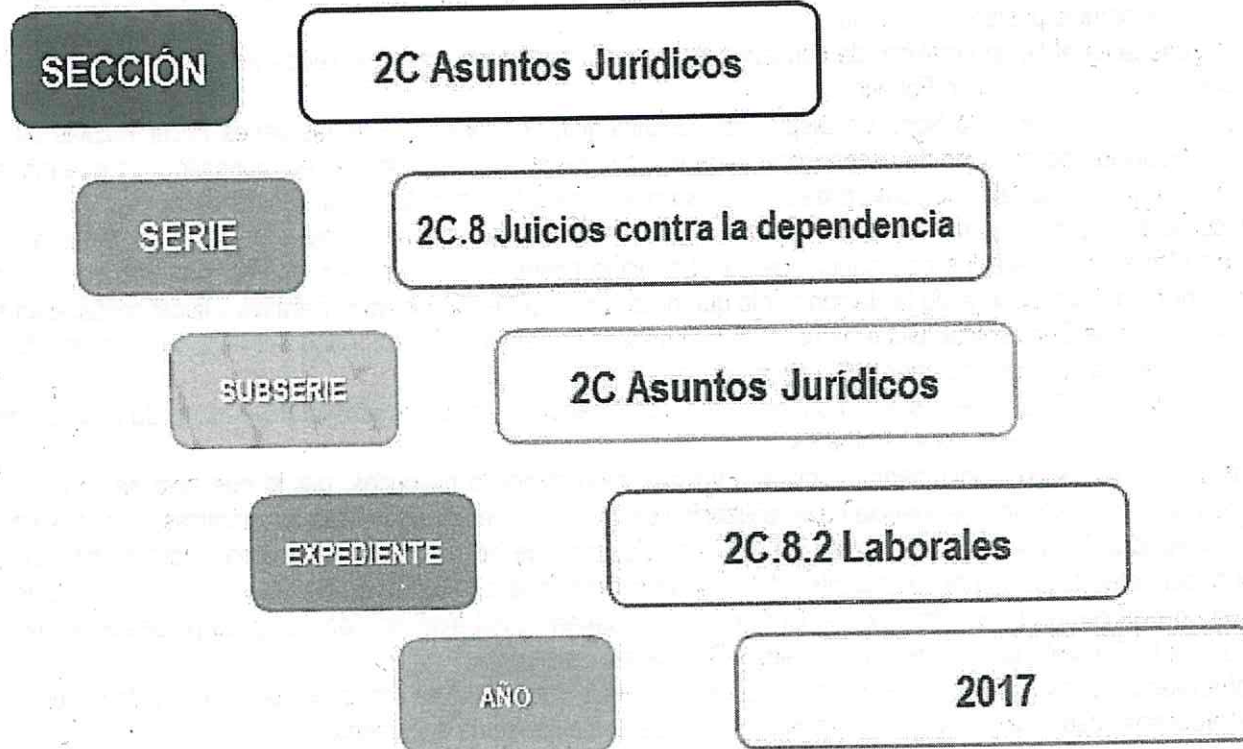 SECCIÓN 2C Asuntos Jurídicos
SERIE 2C.8 Juicios contra la dependencia
SUBSERIE 2C Asuntos Jurídicos
EXPEDIENTE 2C.8.2 Laborales
AÑO 2017